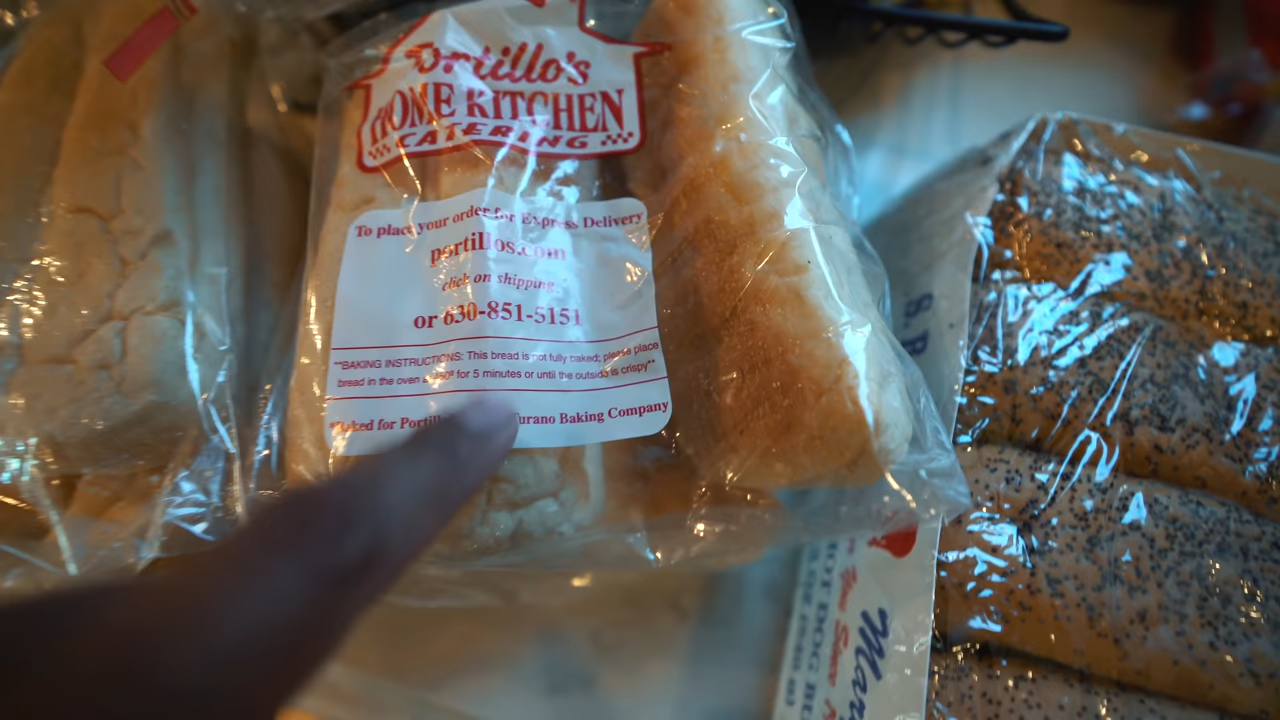 Portillo's
HOME KITCHEN
CATERING
To place your order for Express Delivery
portillos.com
click on shipping
or 630-851-5151
**BAKING INSTRUCTIONS: This bread is not fully baked; please place
bread in the oven for 5 minutes or until the outside is crispy**
*Baked for Turano Baking Company
S.
HOT DOG